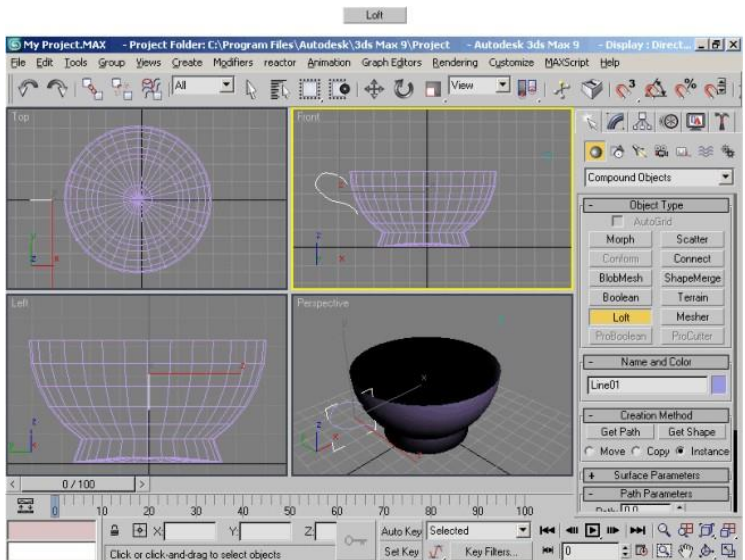 Loft
My Project.MAX - Project Folder: C:\Program Files\Autodesk\3ds Max 9\Project - Autodesk 3ds Max 9 - Display : Direct...
File Edit Tools Group Views Create Modifiers reactor Animation Graph Editors Rendering Customize MAXScript Help
All View
Top
Front
Left
Perspective
Compound Objects
- Object Type
AutoGrid
Morph Scatter
Conform Connect
BlobMesh ShapeMerge
Boolean Terrain
Loft Mesher
ProBoolean ProCutter
- Name and Color
Line01
- Creation Method
Get Path Get Shape
Move Copy Instance
+ Surface Parameters
- Path Parameters
Path: 0.0
< 0 / 100 >
0 10 20 30 40 50 60 70 80 90 100
X: Y: Z: Auto Key Selected
Click or click-and-drag to select objects Set Key Key Filters... 0